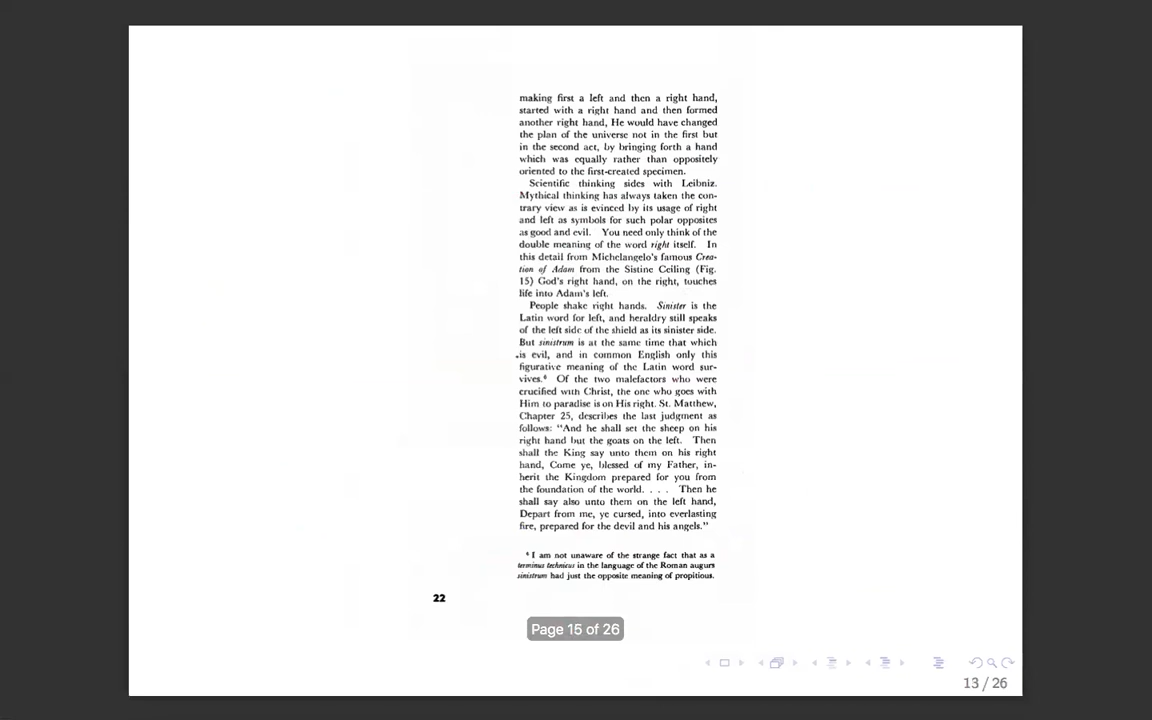 making first a left and then a right hand,
started with a right hand and then formed
another right hand, He would have changed
the plan of the universe not in the first but
in the second act, by bringing forth a hand
which was equally rather than oppositely
oriented to the first-created specimen.
Scientific thinking sides with Leibniz.
Mythical thinking has always taken the con-
trary view as is evinced by its usage of right
and left as symbols for such polar opposites
as good and evil. You need only think of the
double meaning of the word right itself. In
this detail from Michelangelo's famous Crea-
tion of Adam from the Sistine Ceiling (Fig.
15) God's right hand, on the right, touches
life into Adam's left.
People shake right hands. Sinister is the
Latin word for left, and heraldry still speaks
of the left side of the shield as its sinister side.
But sinistrum is at the same time that which
is evil, and in common English only this
figurative meaning of the Latin word sur-
vives.⁶ Of the two malefactors who were
crucified with Christ, the one who goes with
Him to paradise is on His right. St. Matthew,
Chapter 25, describes the last judgment as
follows: "And he shall set the sheep on his
right hand but the goats on the left. Then
shall the King say unto them on his right
hand, Come ye, blessed of my Father, in-
herit the Kingdom prepared for you from
the foundation of the world. . . . Then he
shall say also unto them on the left hand,
Depart from me, ye cursed, into everlasting
fire, prepared for the devil and his angels."
⁶ I am not unaware of the strange fact that as a
terminus technicus in the language of the Roman augurs
sinistrum had just the opposite meaning of propitious.
22
Page 15 of 26
13 / 26